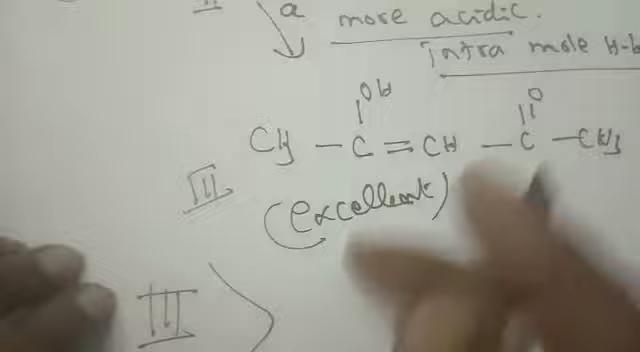 II a
more acidic.
intra mole H-b
OH O
CH3 — C = CH — C — CH3
III
(excellent)
III >